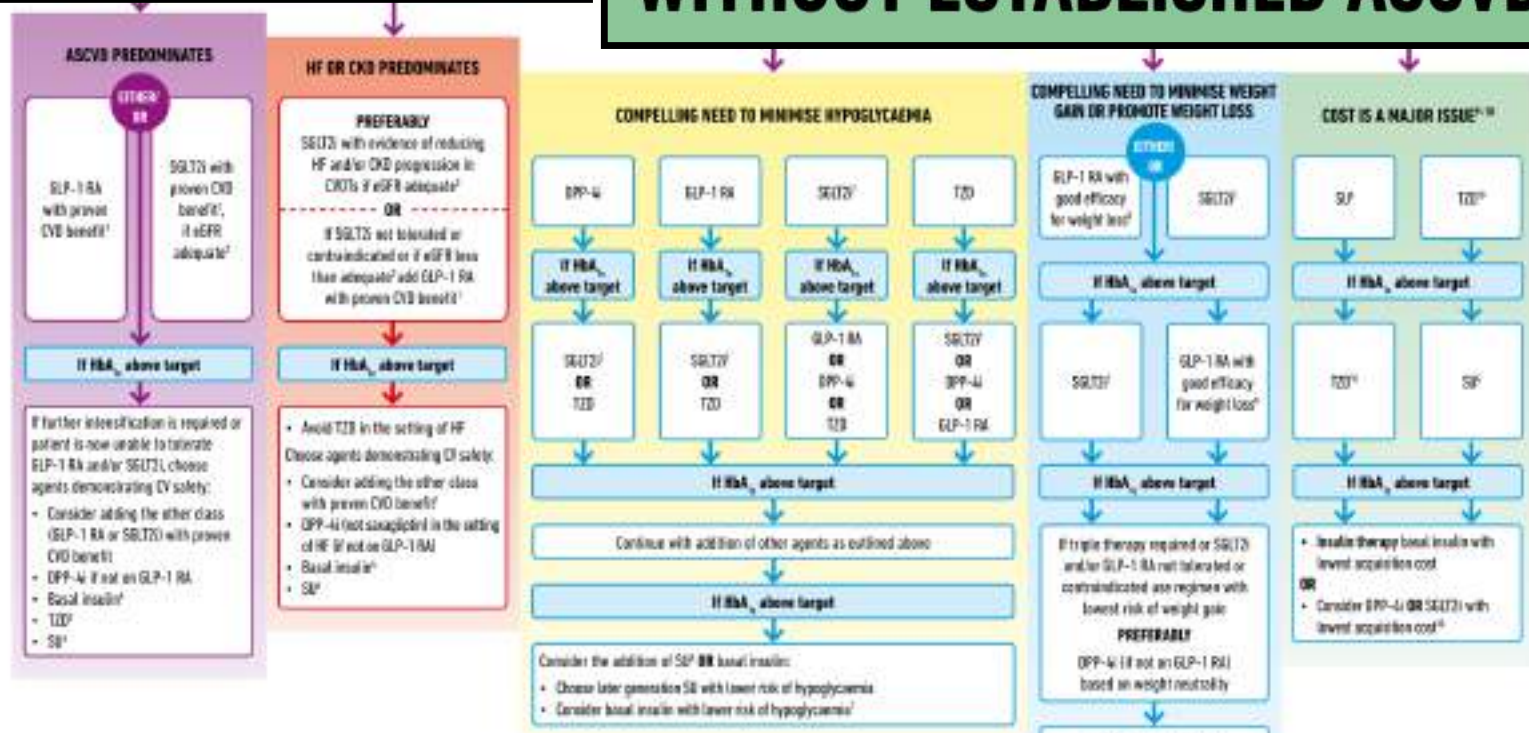 WITHOUT ESTABLISHED ASCVD
ASCVD PREDOMINATES
EITHER/
OR
GLP-1 RA
with proven
CVD benefit¹
SGLT2i with
proven CVD
benefit¹,
if eGFR
adequate²
If HbA₁c above target
If further intensification is required or
patient is now unable to tolerate
GLP-1 RA and/or SGLT2i, choose
agents demonstrating CV safety:
• Consider adding the other class
(GLP-1 RA or SGLT2i) with proven
CVD benefit
• DPP-4i if not on GLP-1 RA
• Basal insulin
• TZD
• SU
HF OR CKD PREDOMINATES
PREFERABLY
SGLT2i with evidence of reducing
HF and/or CKD progression in
CVOTs if eGFR adequate
OR
If SGLT2i not tolerated or
contraindicated or if eGFR less
than adequate² add GLP-1 RA
with proven CVD benefit¹
If HbA₁c above target
• Avoid TZD in the setting of HF
Choose agents demonstrating CV safety:
• Consider adding the other class
with proven CVD benefit¹
• DPP-4i (not saxagliptin) in the setting
of HF (if not on GLP-1 RA)
• Basal insulin
• SU
COMPELLING NEED TO MINIMISE HYPOGLYCAEMIA
DPP-4i
GLP-1 RA
SGLT2i
TZD
If HbA₁c
above target
If HbA₁c
above target
If HbA₁c
above target
If HbA₁c
above target
SGLT2i
OR
TZD
SGLT2i
OR
TZD
GLP-1 RA
OR
DPP-4i
OR
TZD
SGLT2i
OR
DPP-4i
OR
GLP-1 RA
If HbA₁c above target
Continue with addition of other agents as outlined above
If HbA₁c above target
Consider the addition of SU OR basal insulin:
• Choose later generation SU with lower risk of hypoglycaemia
• Consider basal insulin with lower risk of hypoglycaemia
COMPELLING NEED TO MINIMISE WEIGHT
GAIN OR PROMOTE WEIGHT LOSS
EITHER/
OR
GLP-1 RA with
good efficacy
for weight loss
SGLT2i
If HbA₁c above target
SGLT2i
GLP-1 RA with
good efficacy
for weight loss
If HbA₁c above target
If triple therapy required or SGLT2i
and/or GLP-1 RA not tolerated or
contraindicated use regimen with
lowest risk of weight gain
PREFERABLY
DPP-4i (if not on GLP-1 RA)
based on weight neutrality
COST IS A MAJOR ISSUE
SU
TZD
If HbA₁c above target
TZD
SU
If HbA₁c above target
• Insulin therapy basal insulin with
lowest acquisition cost
OR
• Consider DPP-4i OR SGLT2i with
lowest acquisition cost